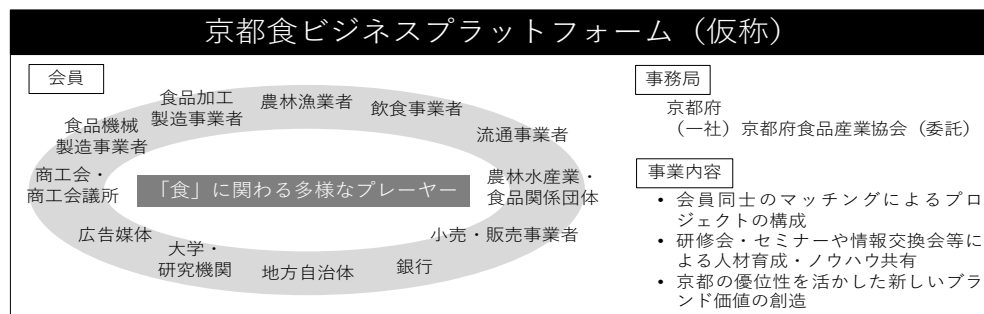 京都食ビジネスプラットフォーム（仮称）
会員
食品加工
製造事業者
農林漁業者
飲食事業者
食品機械
製造事業者
流通事業者
商工会・
商工会議所
「食」に関わる多様なプレーヤー
農林水産業・
食品関係団体
広告媒体
小売・販売事業者
大学・
研究機関
地方自治体
銀行
事務局
京都府
（一社）京都府食品産業協会（委託）
事業内容
• 会員同士のマッチングによるプロ
ジェクトの構成
• 研修会・セミナーや情報交換会等に
よる人材育成・ノウハウ共有
• 京都の優位性を活かした新しいブラ
ンド価値の創造